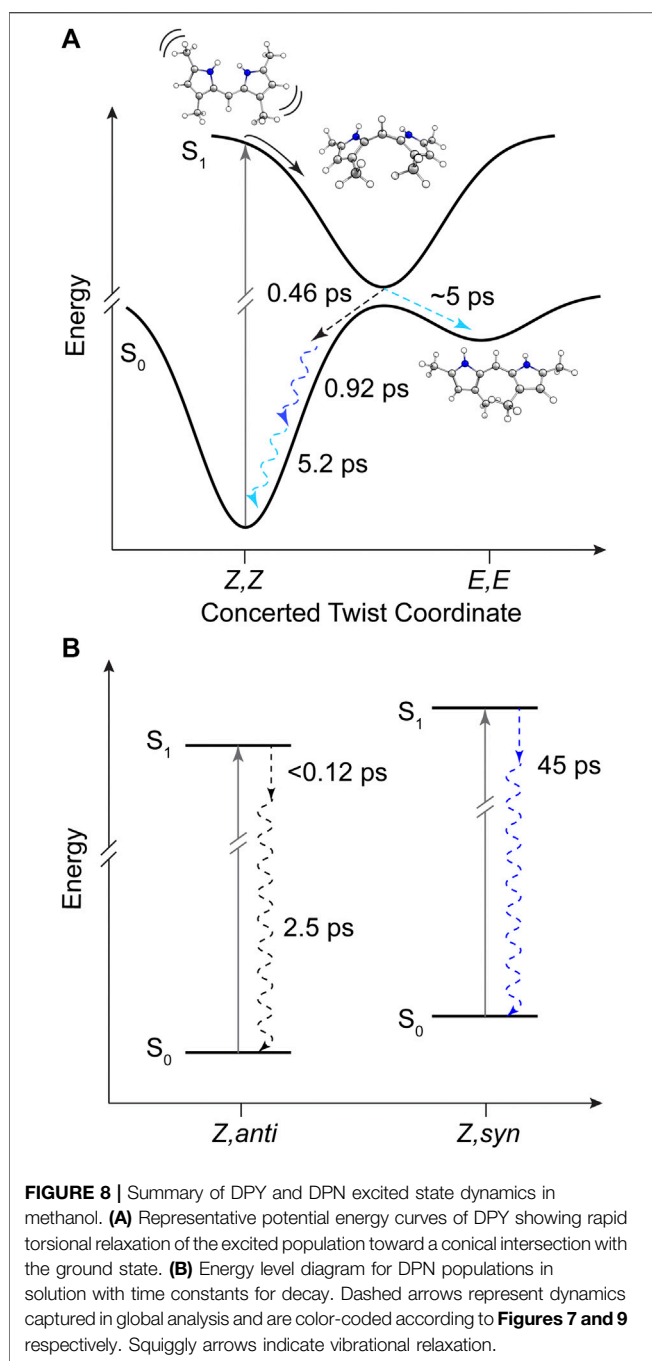 A
S1
0.46 ps
~5 ps
S0
0.92 ps
5.2 ps
Energy
Z,Z
E,E
Concerted Twist Coordinate
B
S1
S1
<0.12 ps
45 ps
Energy
2.5 ps
S0
S0
Z,anti
Z,syn
FIGURE 8 | Summary of DPY and DPN excited state dynamics in
methanol. (A) Representative potential energy curves of DPY showing rapid
torsional relaxation of the excited population toward a conical intersection with
the ground state. (B) Energy level diagram for DPN populations in
solution with time constants for decay. Dashed arrows represent dynamics
captured in global analysis and are color-coded according to Figures 7 and 9
respectively. Squiggly arrows indicate vibrational relaxation.